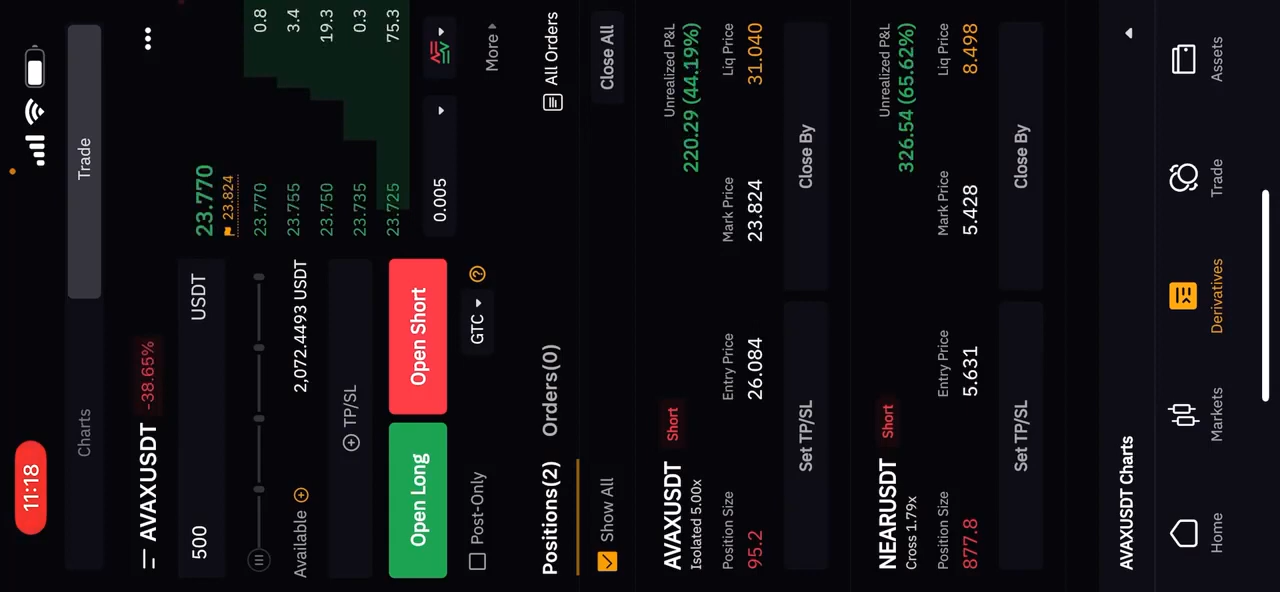 11:18
Charts
Trade
AVAXUSDT -38.65%
500 USDT
Available
2,072.4493 USDT
TP/SL
Open Long
Open Short
Post-Only
GTC
23.770
23.824
23.770 0.8
23.755 3.4
23.750 19.3
23.735 0.3
23.725 75.3
0.005
More
Positions(2) Orders(0) All Orders
Show All Close All
AVAXUSDT Short
Isolated 5.00x
Unrealized P&L
220.29 (44.19%)
Position Size Entry Price Mark Price Liq Price
95.2 26.084 23.824 31.040
Set TP/SL Close By
NEARUSDT Short
Cross 1.79x
Unrealized P&L
326.54 (65.62%)
Position Size Entry Price Mark Price Liq Price
877.8 5.631 5.428 8.498
Set TP/SL Close By
AVAXUSDT Charts
Home Markets Derivatives Trade Assets